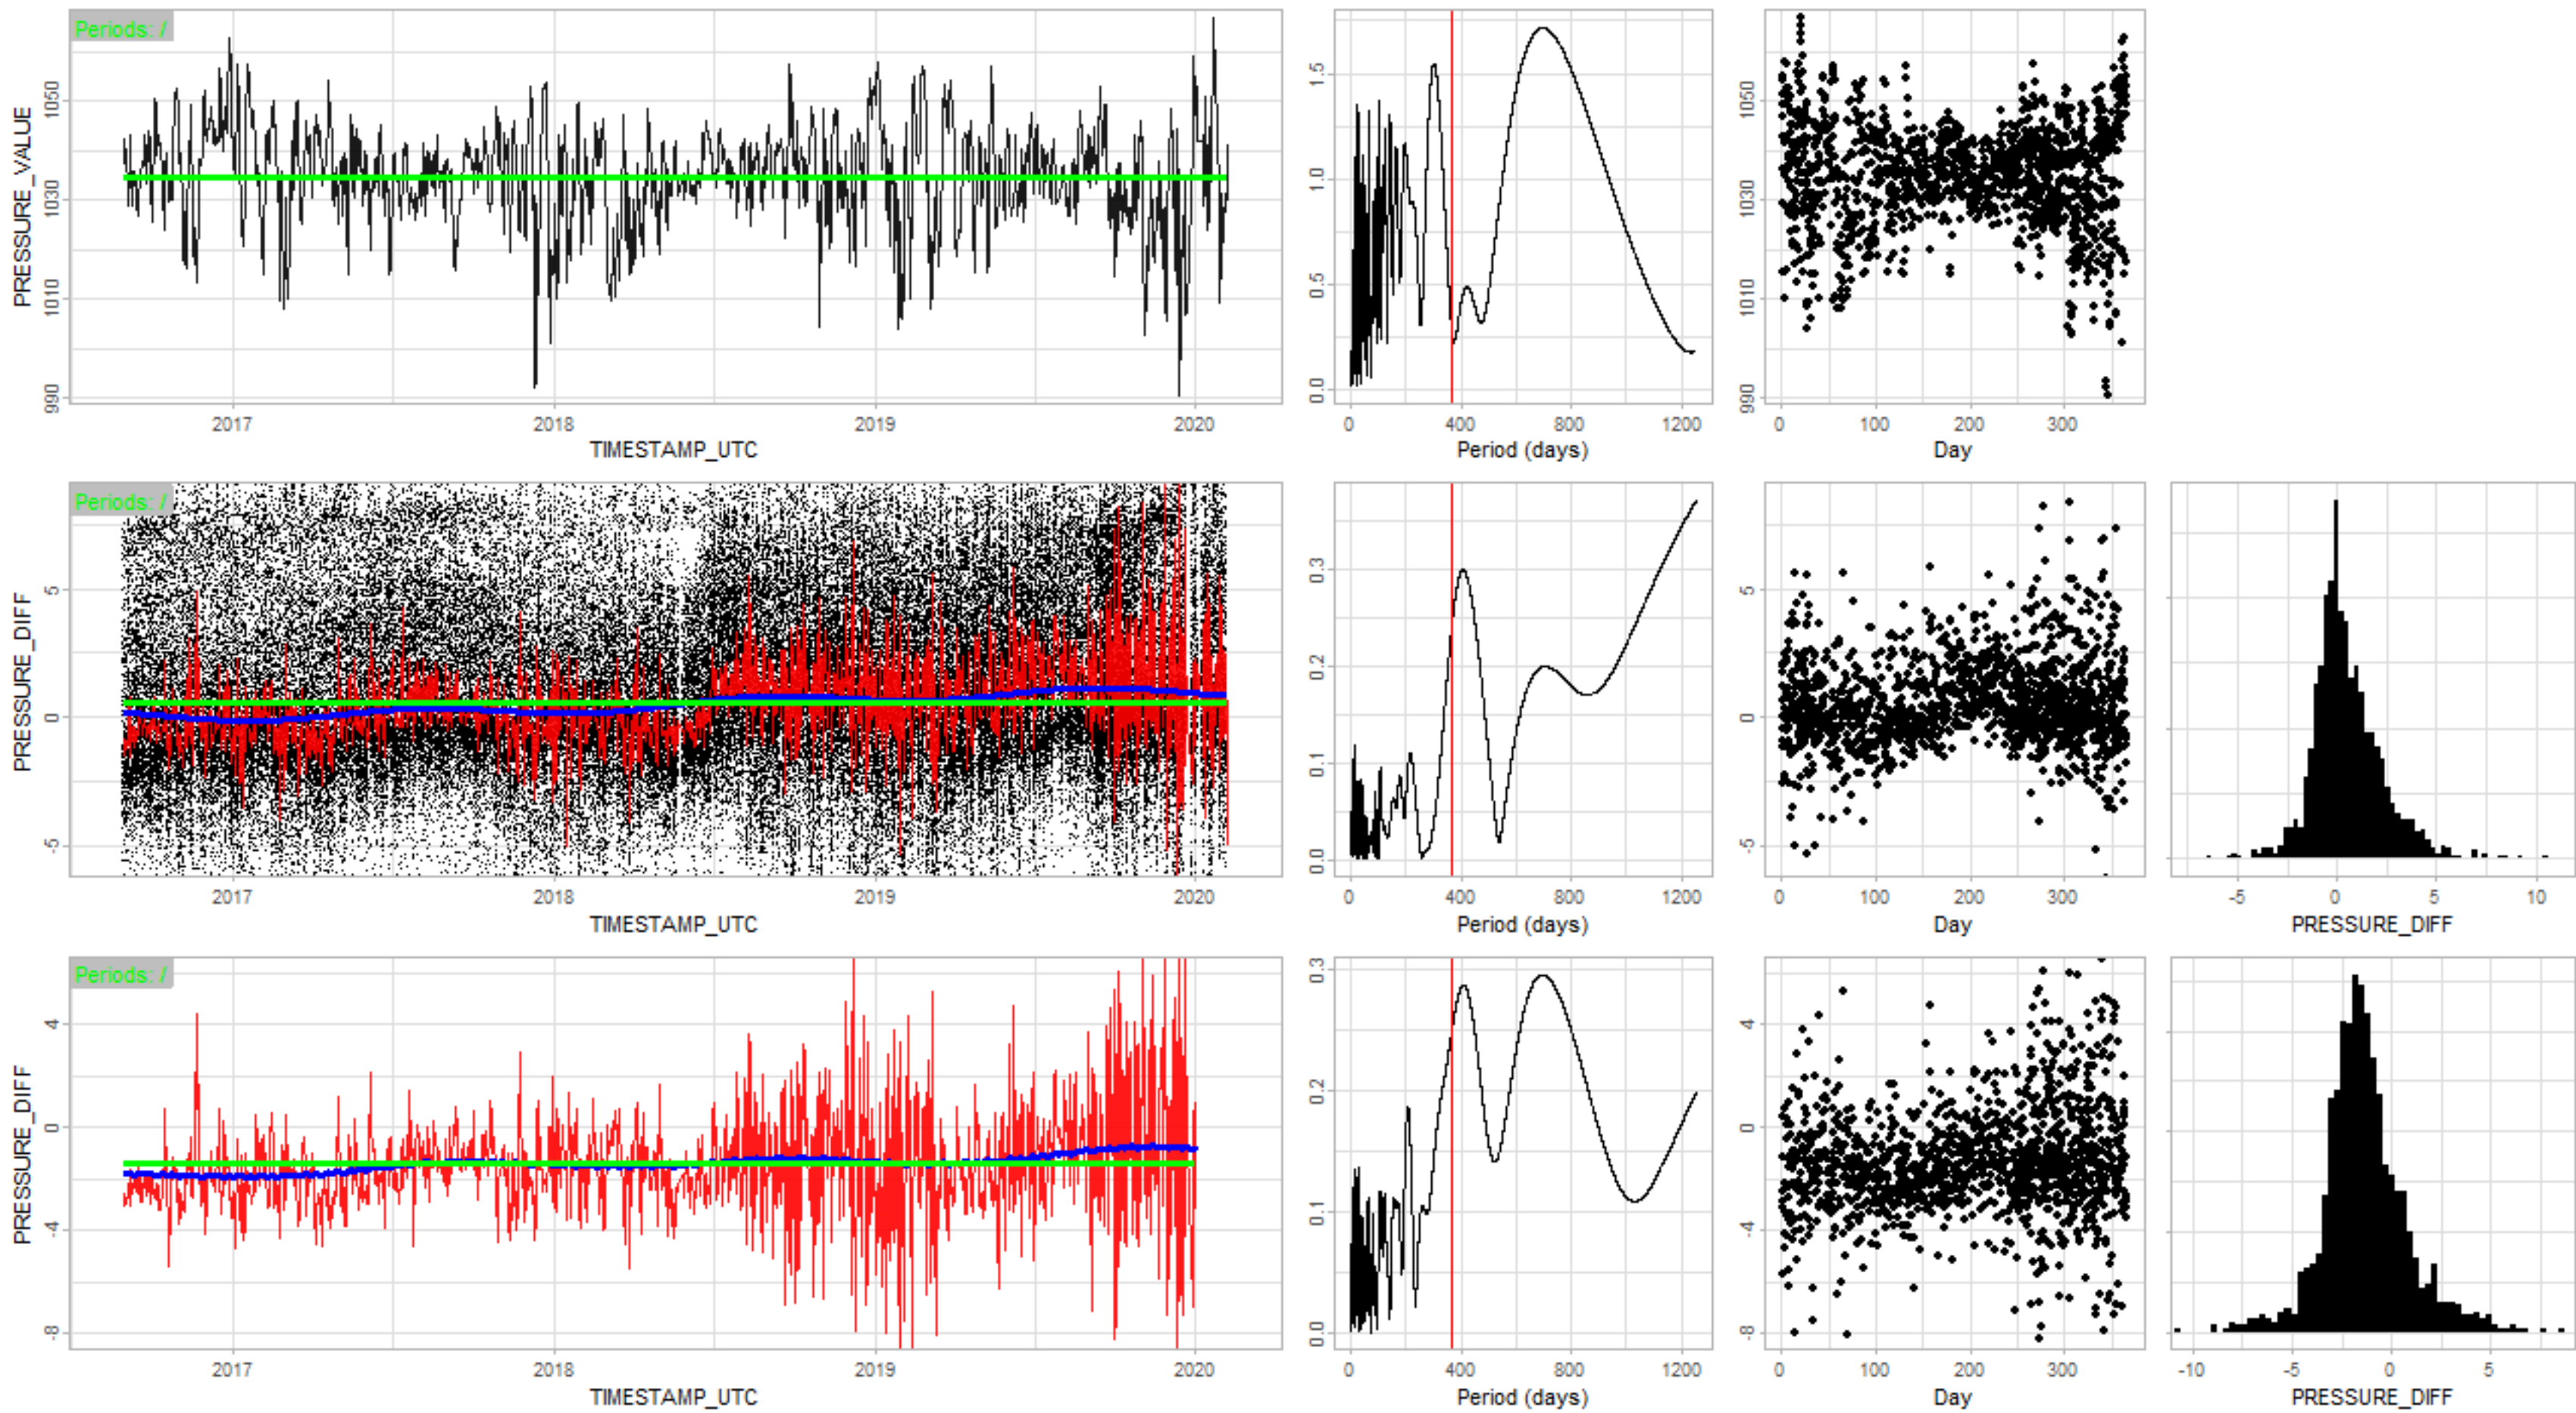 Periods: /
PRESSURE_VALUE
990 1010 1030 1050
2017 2018 2019 2020
TIMESTAMP_UTC
0.0 0.5 1.0 1.5
0 400 800 1200
Period (days)
990 1010 1030 1050
0 100 200 300
Day
Periods: /
PRESSURE_DIFF
-5 0 5
2017 2018 2019 2020
TIMESTAMP_UTC
0.0 0.1 0.2 0.3
0 400 800 1200
Period (days)
-5 0 5
0 100 200 300
Day
-5 0 5 10
PRESSURE_DIFF
Periods: /
PRESSURE_DIFF
-8 -4 0 4
2017 2018 2019 2020
TIMESTAMP_UTC
0.0 0.1 0.2 0.3
0 400 800 1200
Period (days)
-8 -4 0 4
0 100 200 300
Day
-10 -5 0 5
PRESSURE_DIFF